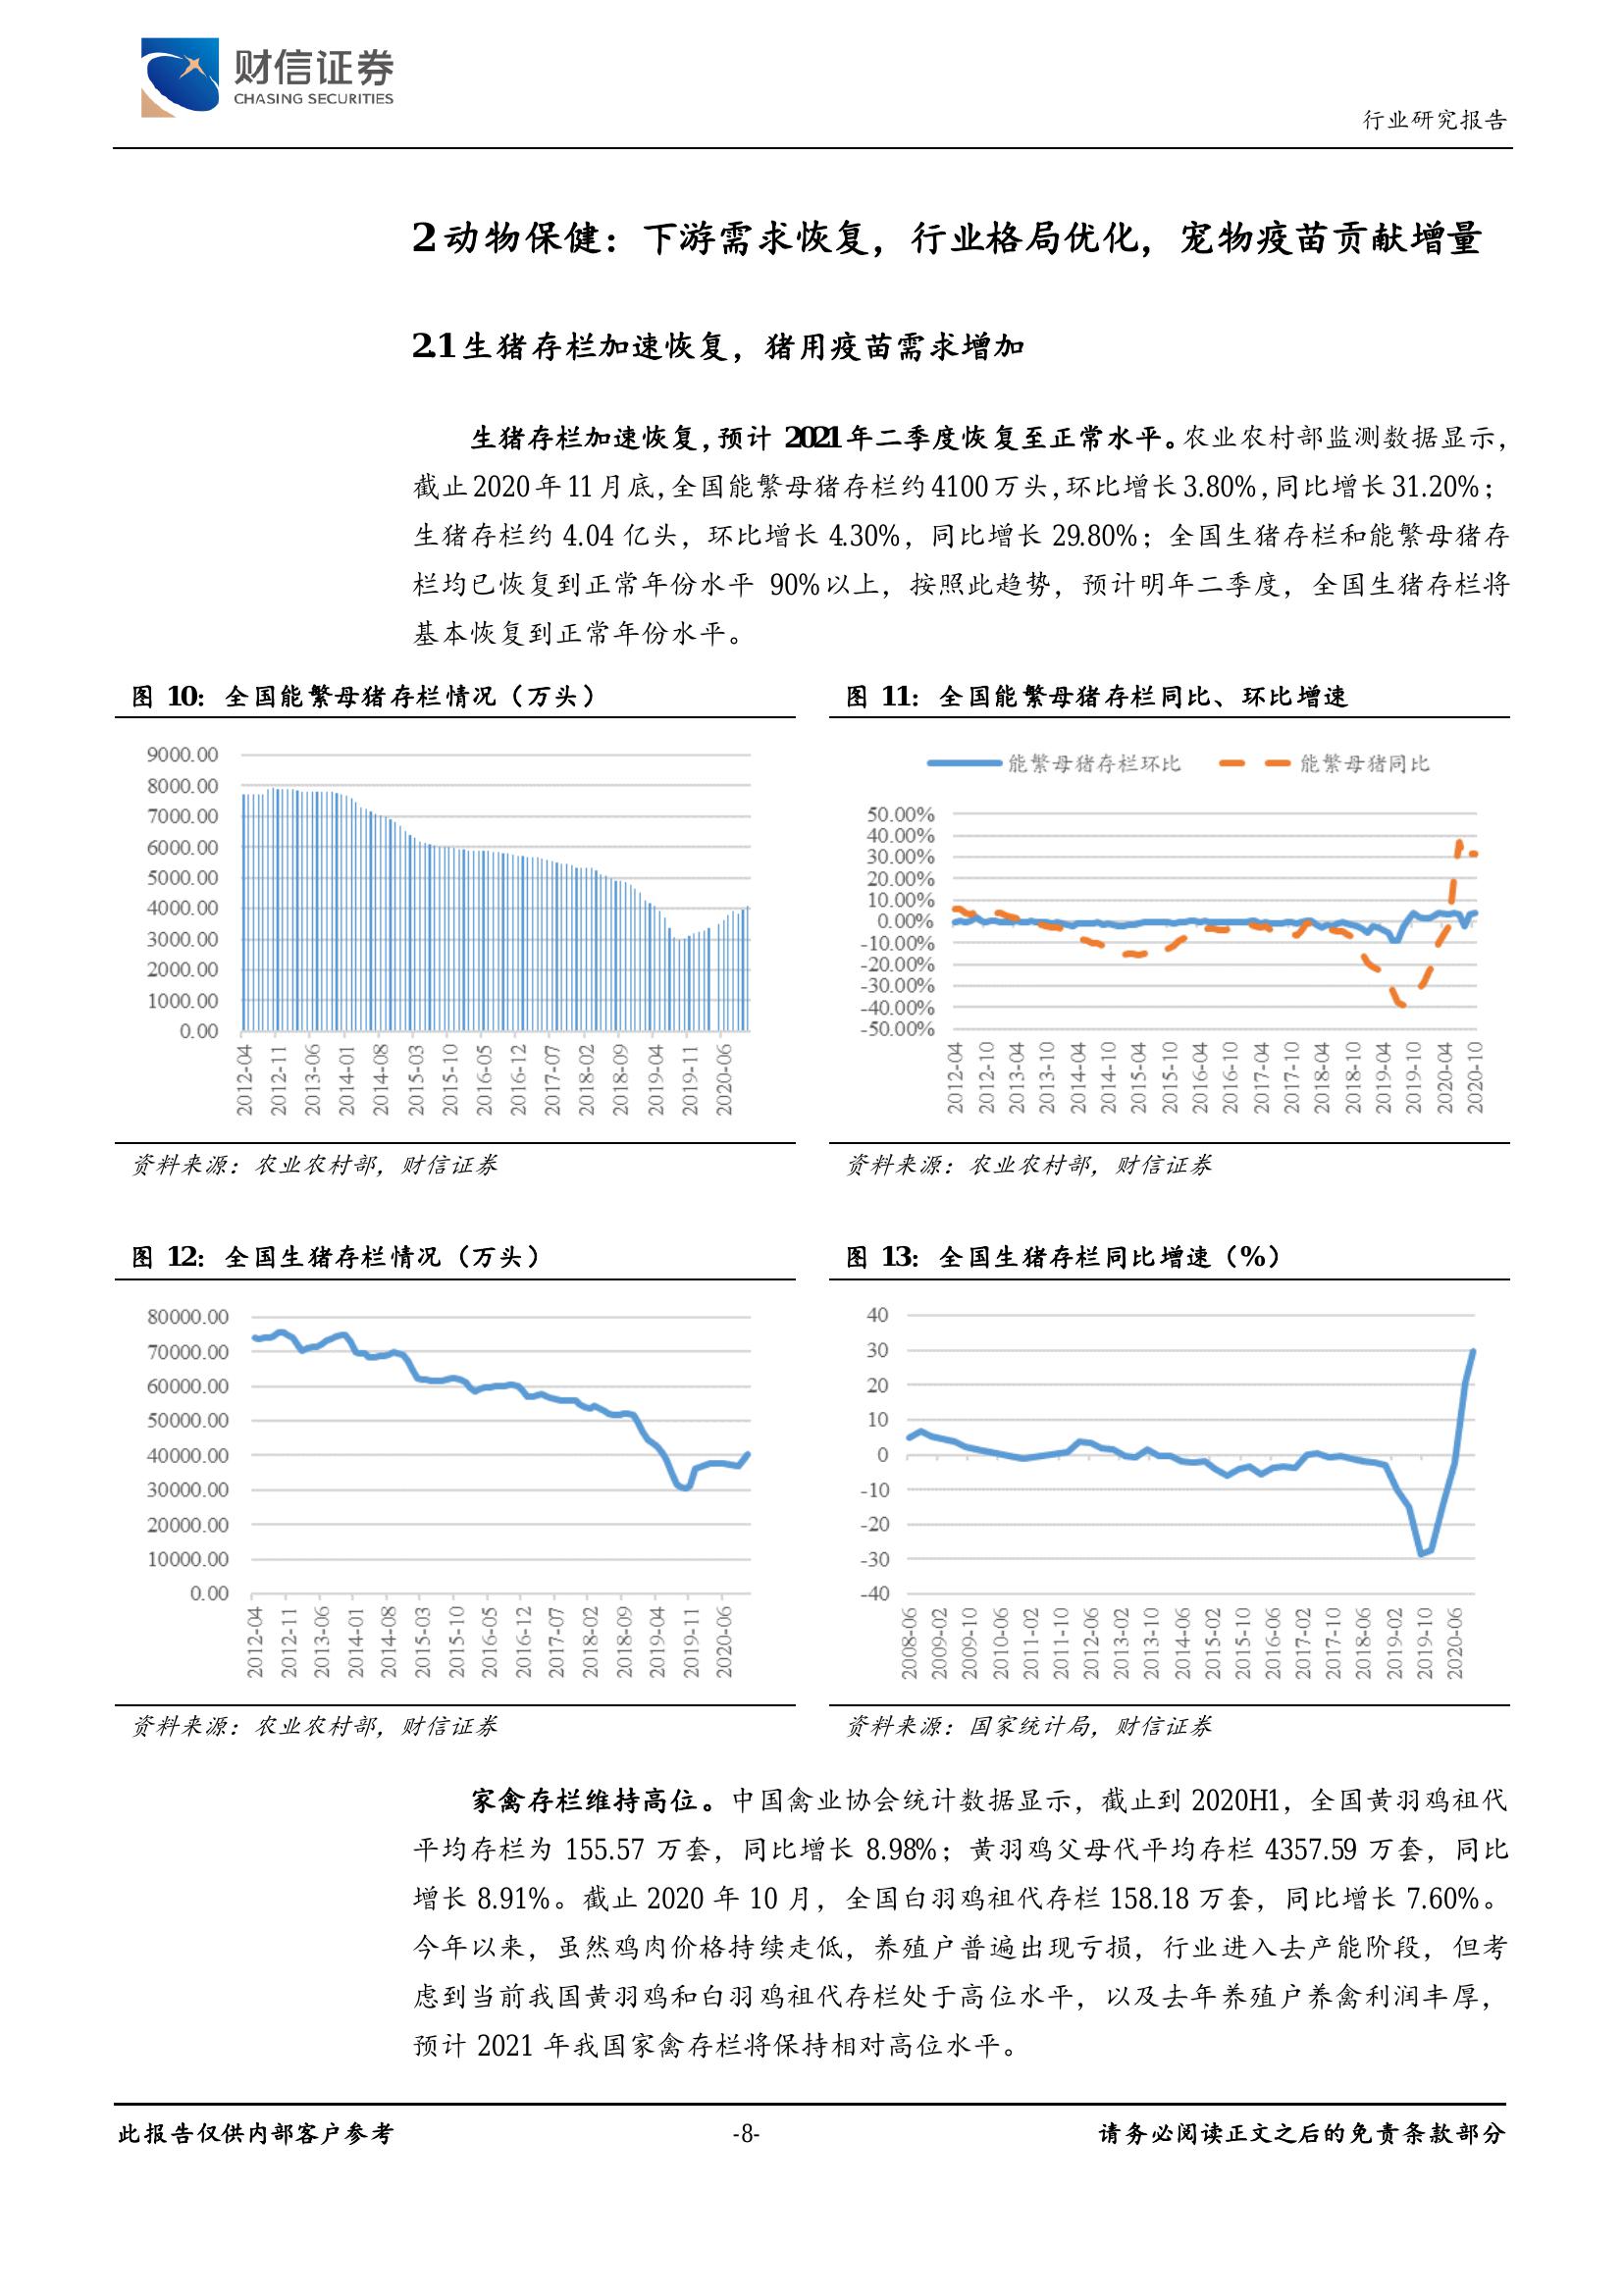 财信证券
CHASING SECURITIES
行业研究报告
2 动物保健：下游需求恢复，行业格局优化，宠物疫苗贡献增量
2.1 生猪存栏加速恢复，猪用疫苗需求增加
生猪存栏加速恢复，预计 2021 年二季度恢复至正常水平。农业农村部监测数据显示，
截止 2020 年 11 月底，全国能繁母猪存栏约 4100 万头，环比增长 3.80%，同比增长 31.20%；
生猪存栏约 4.04 亿头，环比增长 4.30%，同比增长 29.80%；全国生猪存栏和能繁母猪存
栏均已恢复到正常年份水平 90%以上，按照此趋势，预计明年二季度，全国生猪存栏将
基本恢复到正常年份水平。
图 10：全国能繁母猪存栏情况（万头）
9000.00
8000.00
7000.00
6000.00
5000.00
4000.00
3000.00
2000.00
1000.00
0.00
2012-04 2012-11 2013-06 2014-01 2014-08 2015-03 2015-10 2016-05 2016-12 2017-07 2018-02 2018-09 2019-04 2019-11 2020-06
资料来源：农业农村部，财信证券
图 11：全国能繁母猪存栏同比、环比增速
能繁母猪存栏环比 能繁母猪同比
50.00%
40.00%
30.00%
20.00%
10.00%
0.00%
-10.00%
-20.00%
-30.00%
-40.00%
-50.00%
2012-04 2012-10 2013-04 2013-10 2014-04 2014-10 2015-04 2015-10 2016-04 2016-10 2017-04 2017-10 2018-04 2018-10 2019-04 2019-10 2020-04 2020-10
资料来源：农业农村部，财信证券
图 12：全国生猪存栏情况（万头）
80000.00
70000.00
60000.00
50000.00
40000.00
30000.00
20000.00
10000.00
0.00
2012-04 2012-11 2013-06 2014-01 2014-08 2015-03 2015-10 2016-05 2016-12 2017-07 2018-02 2018-09 2019-04 2019-11 2020-06
资料来源：农业农村部，财信证券
图 13：全国生猪存栏同比增速（%）
40
30
20
10
0
-10
-20
-30
-40
2008-06 2009-02 2009-10 2010-06 2011-02 2011-10 2012-06 2013-02 2013-10 2014-06 2015-02 2015-10 2016-06 2017-02 2017-10 2018-06 2019-02 2019-10 2020-06
资料来源：国家统计局，财信证券
家禽存栏维持高位。中国禽业协会统计数据显示，截止到 2020H1，全国黄羽鸡祖代
平均存栏为 155.57 万套，同比增长 8.98%；黄羽鸡父母代平均存栏 4357.59 万套，同比
增长 8.91%。截止 2020 年 10 月，全国白羽鸡祖代存栏 158.18 万套，同比增长 7.60%。
今年以来，虽然鸡肉价格持续走低，养殖户普遍出现亏损，行业进入去产能阶段，但考
虑到当前我国黄羽鸡和白羽鸡祖代存栏处于高位水平，以及去年养殖户养禽利润丰厚，
预计 2021 年我国家禽存栏将保持相对高位水平。
此报告仅供内部客户参考
-8-
请务必阅读正文之后的免责条款部分